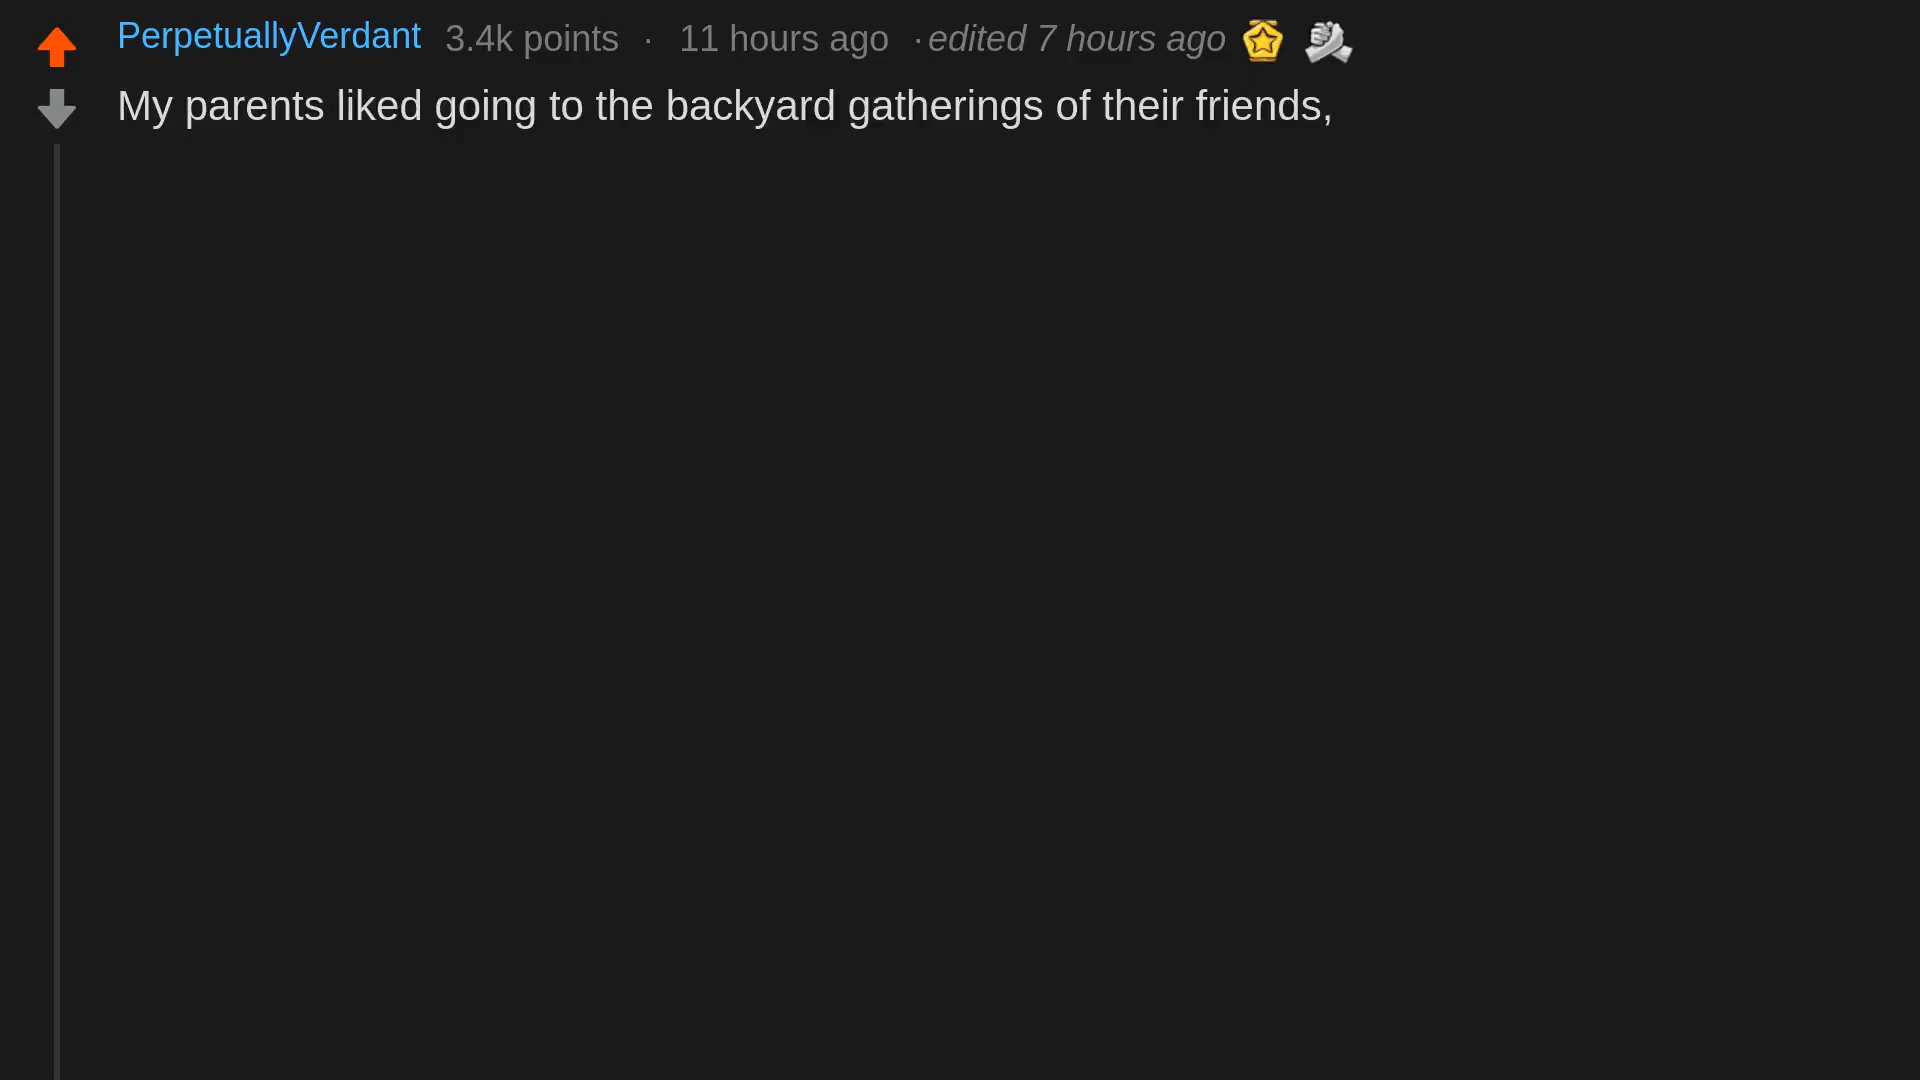 PerpetuallyVerdant 3.4k points · 11 hours ago · edited 7 hours ago
My parents liked going to the backyard gatherings of their friends,